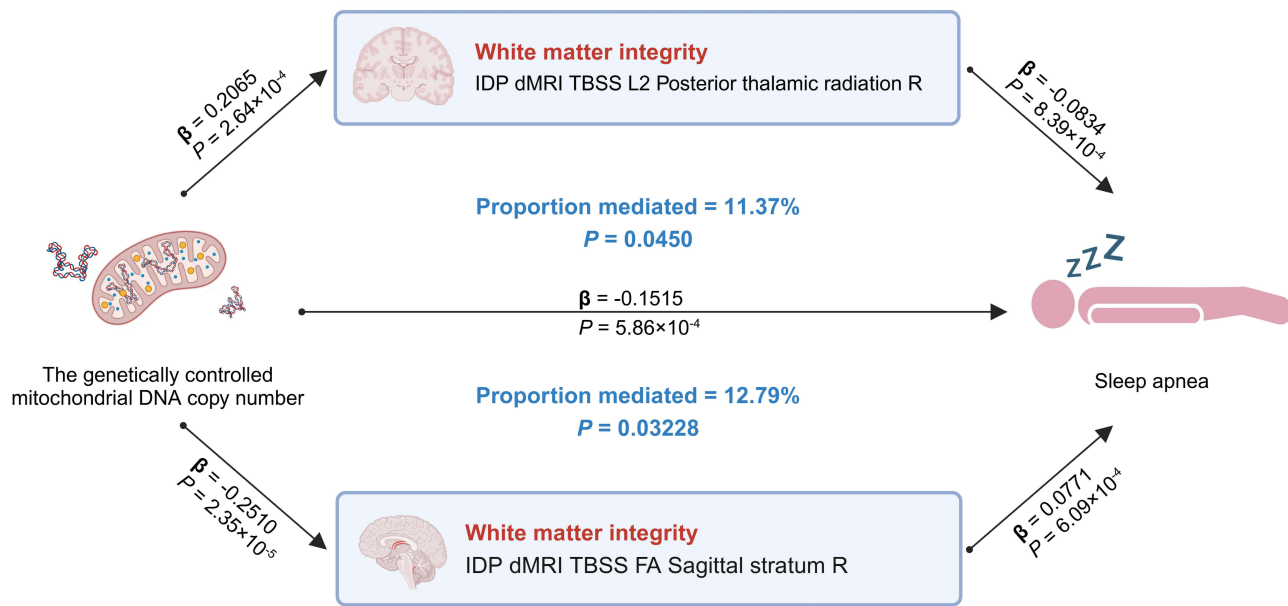 White matter integrity
IDP dMRI TBSS L2 Posterior thalamic radiation R
β = 0.2065
P = 2.64×10⁻⁴
β = -0.0834
P = 8.39×10⁻⁴
Proportion mediated = 11.37%
P = 0.0450
zzZ
β = -0.1515
P = 5.86×10⁻⁴
The genetically controlled
mitochondrial DNA copy number
Sleep apnea
Proportion mediated = 12.79%
P = 0.03228
β = -0.2510
P = 2.35×10⁻⁵
β = 0.0771
P = 6.09×10⁻⁴
White matter integrity
IDP dMRI TBSS FA Sagittal stratum R